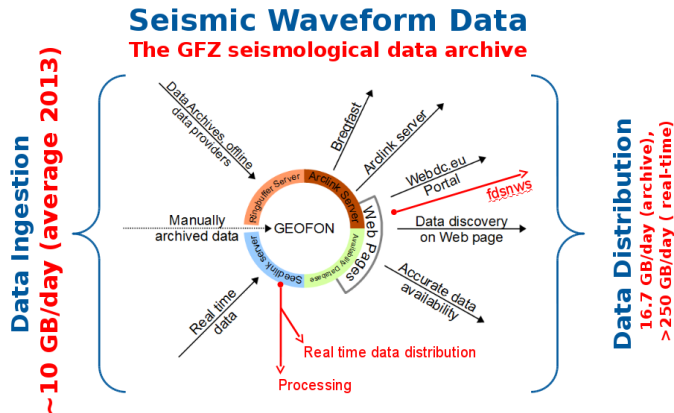 Seismic Waveform Data
The GFZ seismological data archive
Data Ingestion
~10 GB/day (average 2013)
Data Archives, offline
data providers
Manually
archived data
Real time
data
Ringbuffer Server
Arclink Server
GEOFON
Seedlink server
Availability Database
Web Pages
Breqfast
Arclink server
Webdc.eu
Portal
fdsnws
Data discovery
on Web page
Accurate data
availability
Real time data distribution
Processing
Data Distribution
16.7 GB/day (archive),
>250 GB/day ( real-time)